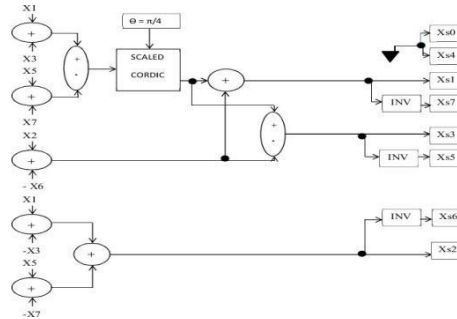 X1
Θ = π/4
+
X3
X5
+
-
SCALED
CORDIC
+
+
X7
X2
+
- X6
+
-
Xs0
Xs4
Xs1
INV
Xs7
Xs3
INV
Xs5
X1
+
-X3
X5
+
+
-X7
INV
Xs6
Xs2